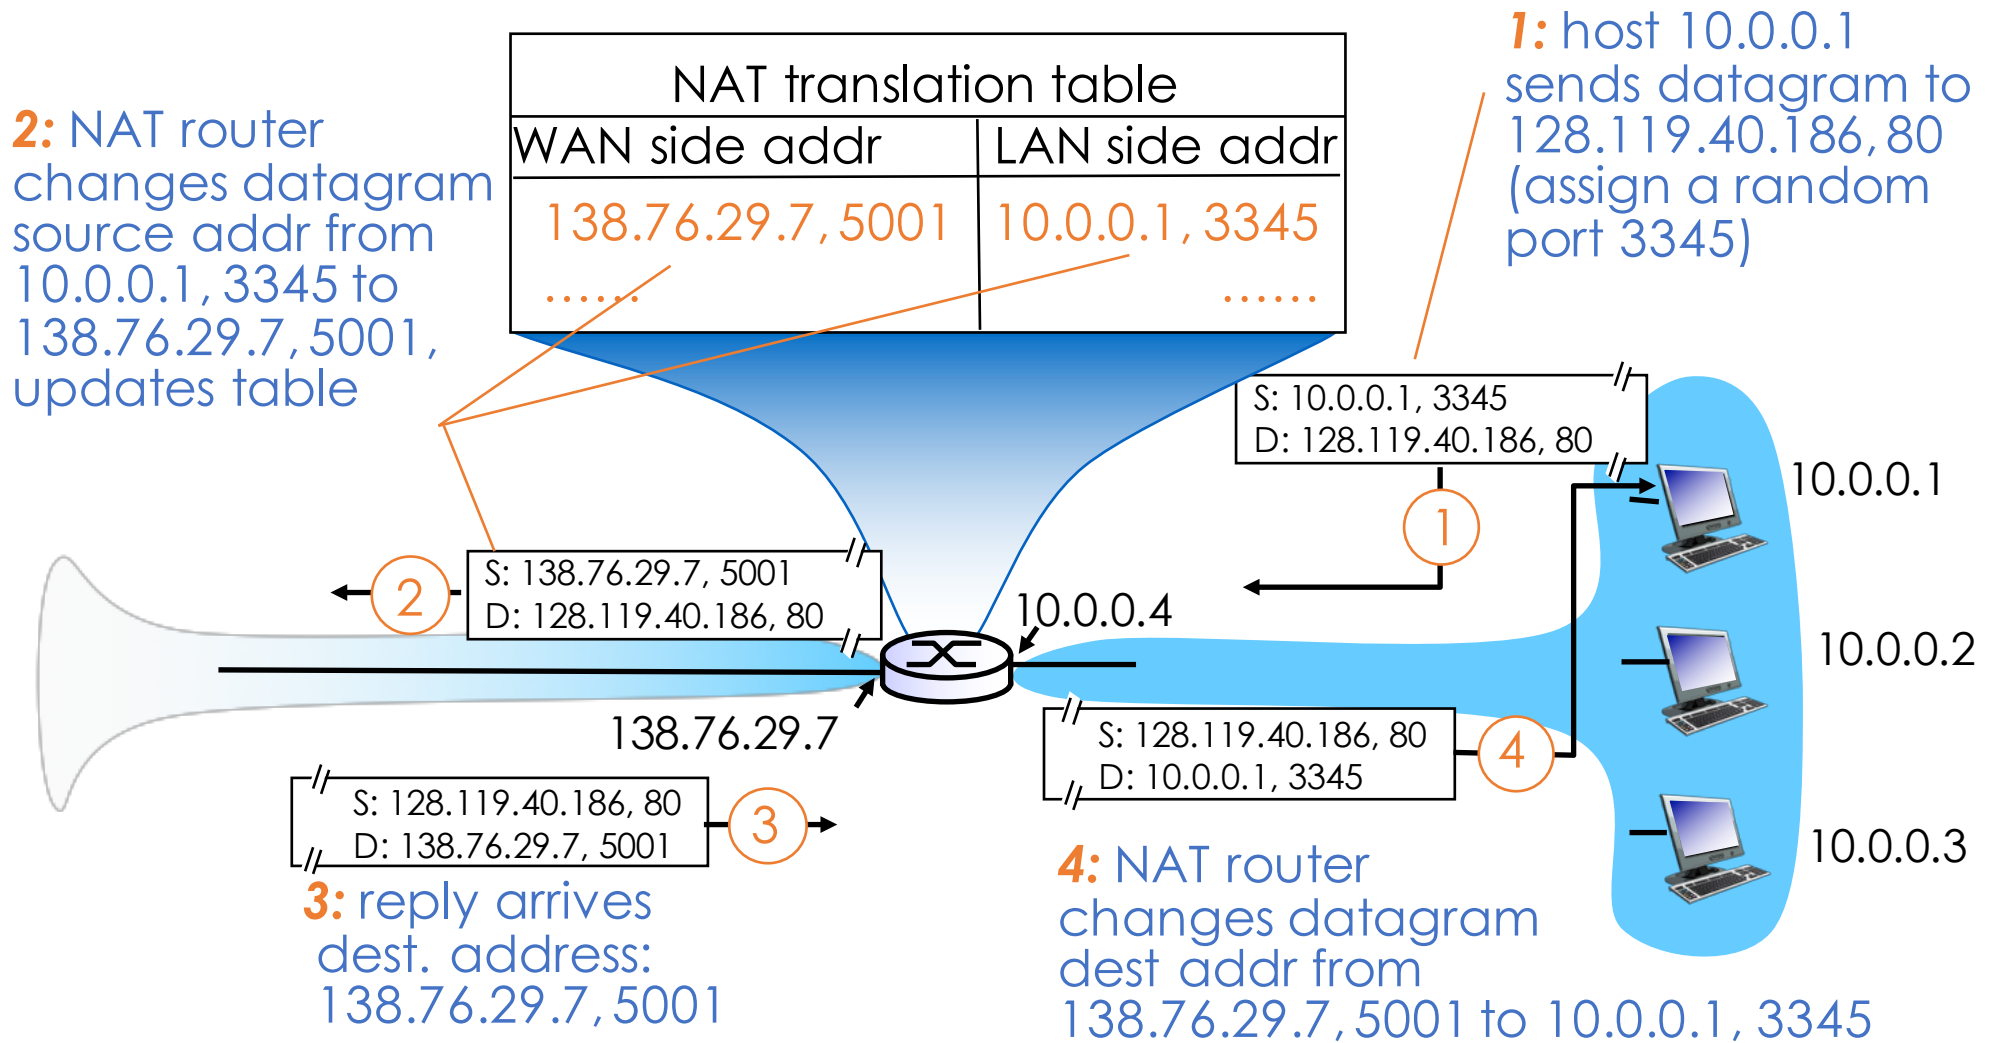 1: host 10.0.0.1
sends datagram to
128.119.40.186, 80
(assign a random
port 3345)
NAT translation table
WAN side addr
LAN side addr
138.76.29.7, 5001
10.0.0.1, 3345
......
......
2: NAT router
changes datagram
source addr from
10.0.0.1, 3345 to
138.76.29.7, 5001,
updates table
S: 10.0.0.1, 3345
D: 128.119.40.186, 80
1
10.0.0.1
S: 138.76.29.7, 5001
D: 128.119.40.186, 80
2
10.0.0.4
10.0.0.2
138.76.29.7
S: 128.119.40.186, 80
D: 10.0.0.1, 3345
4
S: 128.119.40.186, 80
D: 138.76.29.7, 5001
3
10.0.0.3
3: reply arrives
dest. address:
138.76.29.7, 5001
4: NAT router
changes datagram
dest addr from
138.76.29.7, 5001 to 10.0.0.1, 3345